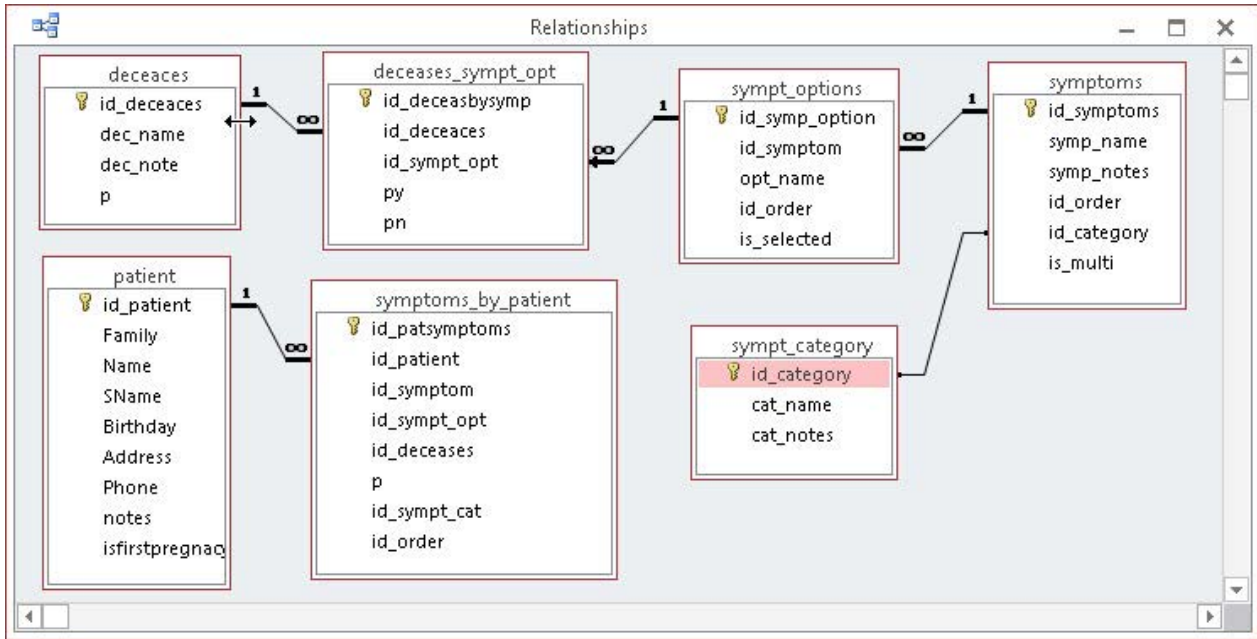 Relationships
deceaces
id_deceaces
dec_name
dec_note
p
1
∞
deceases_sympt_opt
id_deceasbysymp
id_deceaces
id_sympt_opt
py
pn
∞
1
sympt_options
id_symp_option
id_symptom
opt_name
id_order
is_selected
∞
1
symptoms
id_symptoms
symp_name
symp_notes
id_order
id_category
is_multi
patient
id_patient
Family
Name
SName
Birthday
Address
Phone
notes
isfirstpregnac
1
∞
symptoms_by_patient
id_patsymptoms
id_patient
id_symptom
id_sympt_opt
id_deceases
p
id_sympt_cat
id_order
sympt_category
id_category
cat_name
cat_notes